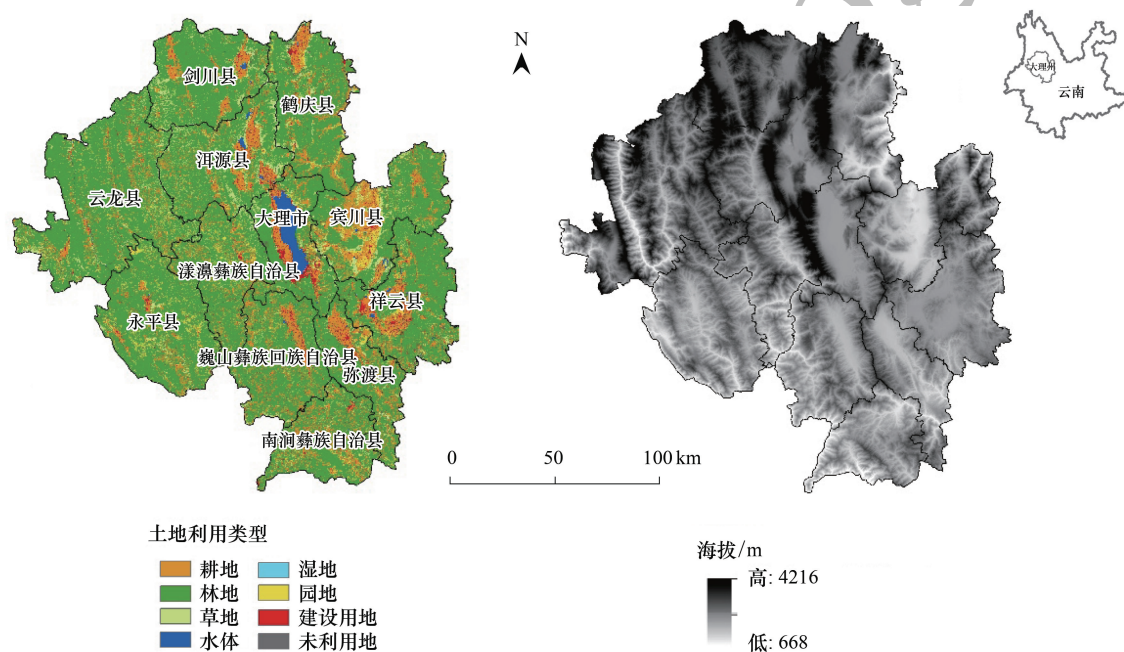 N
大理州
云南
剑川县
鹤庆县
洱源县
云龙县
大理市
宾川县
漾濞彝族自治县
祥云县
永平县
巍山彝族回族自治县
弥渡县
南涧彝族自治县
0 50 100 km
土地利用类型
耕地 湿地
林地 园地
草地 建设用地
水体 未利用地
海拔/m
高: 4216
低: 668